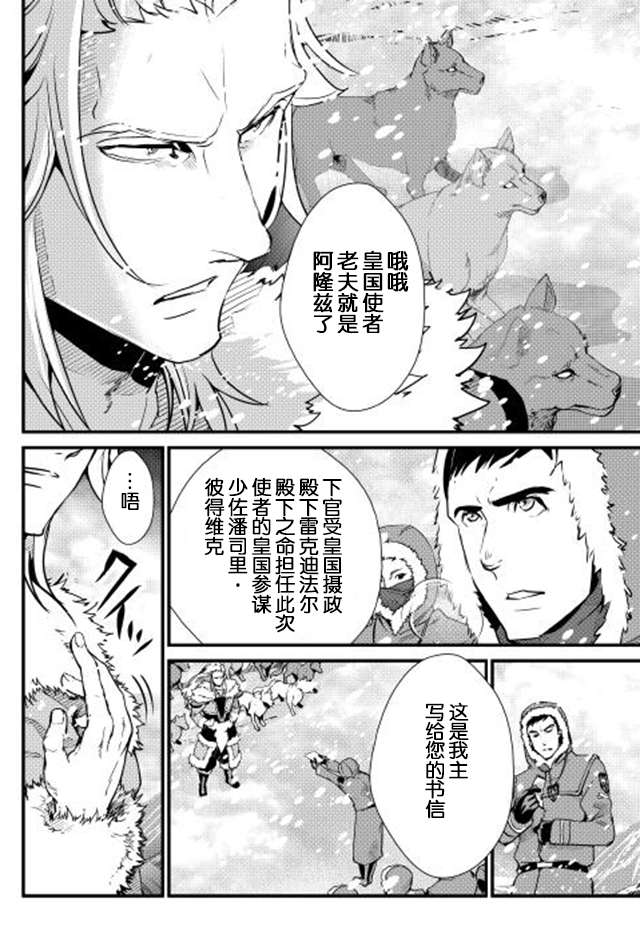 哦哦
皇国使者
老夫就是
阿隆兹了
下官受皇国摄政
殿下雷克迪法尔
殿下之命担任此次
使者的皇国参谋
少佐潘司里·
彼得维克
…唔
グイッ
这是我主
写给您的书信